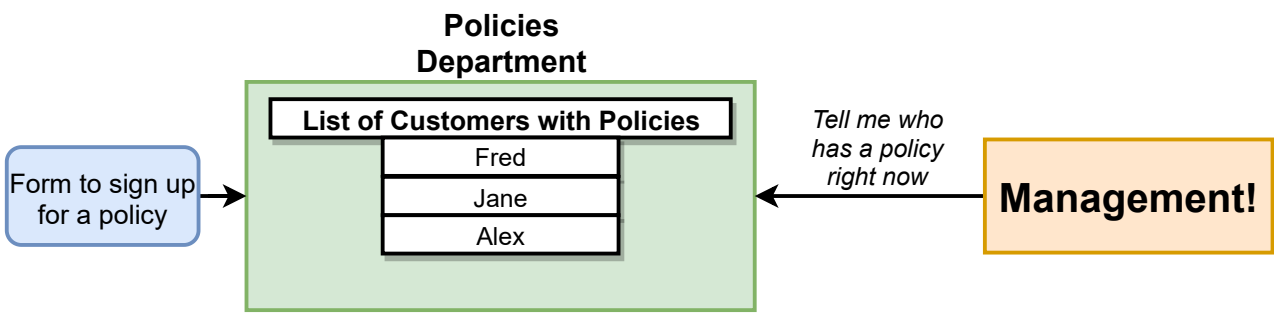 Policies
Department
List of Customers with Policies
Fred
Jane
Alex
Form to sign up
for a policy
Tell me who
has a policy
right now
Management!